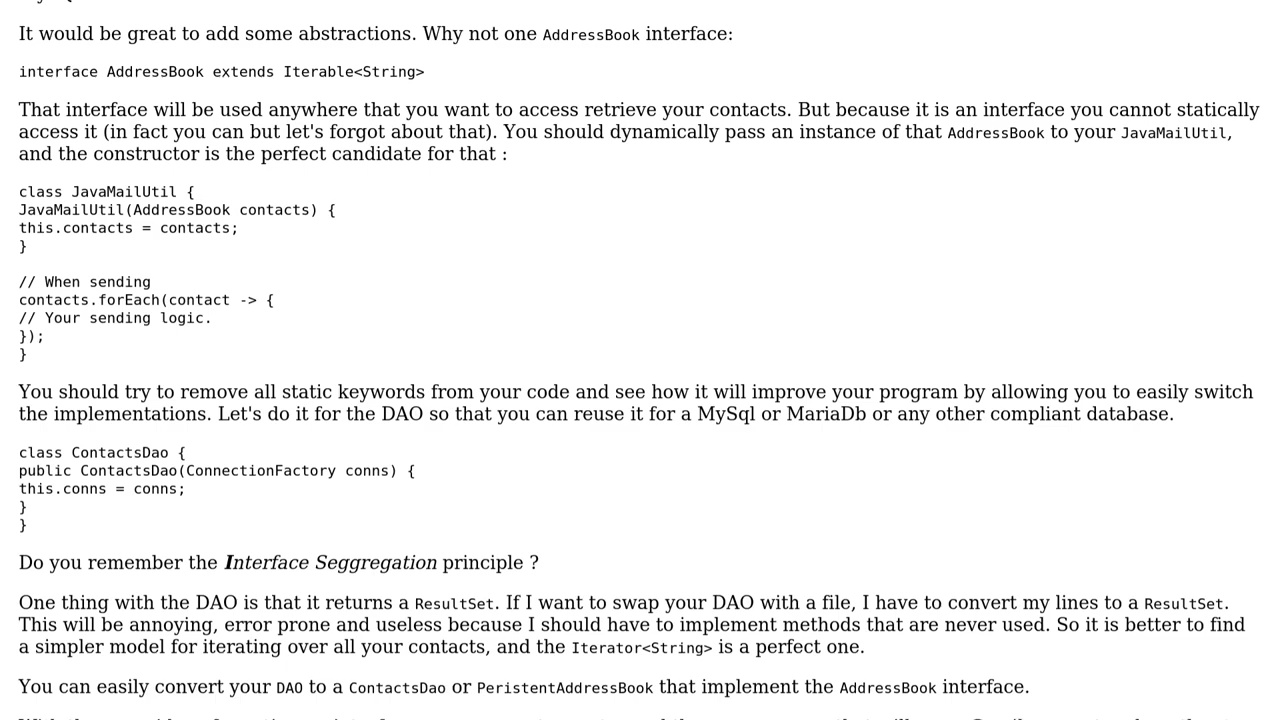 It would be great to add some abstractions. Why not one AddressBook interface:
interface AddressBook extends Iterable<String>
That interface will be used anywhere that you want to access retrieve your contacts. But because it is an interface you cannot statically
access it (in fact you can but let's forgot about that). You should dynamically pass an instance of that AddressBook to your JavaMailUtil,
and the constructor is the perfect candidate for that :
class JavaMailUtil {
JavaMailUtil(AddressBook contacts) {
this.contacts = contacts;
}
// When sending
contacts.forEach(contact -> {
// Your sending logic.
});
}
You should try to remove all static keywords from your code and see how it will improve your program by allowing you to easily switch
the implementations. Let's do it for the DAO so that you can reuse it for a MySql or MariaDb or any other compliant database.
class ContactsDao {
public ContactsDao(ConnectionFactory conns) {
this.conns = conns;
}
}
Do you remember the Interface Seggregation principle ?
One thing with the DAO is that it returns a ResultSet. If I want to swap your DAO with a file, I have to convert my lines to a ResultSet.
This will be annoying, error prone and useless because I should have to implement methods that are never used. So it is better to find
a simpler model for iterating over all your contacts, and the Iterator<String> is a perfect one.
You can easily convert your DAO to a ContactsDao or PeristentAddressBook that implement the AddressBook interface.